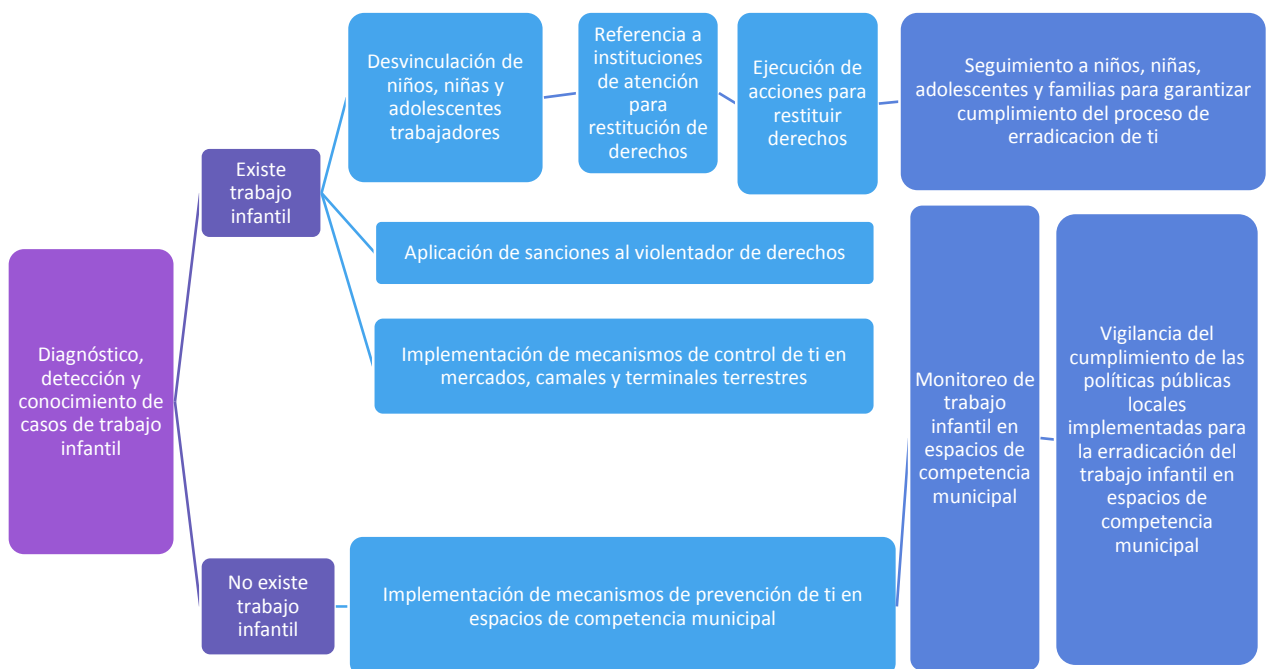 Diagnóstico,
detección y
conocimiento de
casos de trabajo
infantil
Existe
trabajo
infantil
Desvinculación de
niños, niñas y
adolescentes
trabajadores
Referencia a
instituciones
de atención
para
restitución de
derechos
Ejecución de
acciones para
restituir
derechos
Seguimiento a niños, niñas,
adolescentes y familias para garantizar
cumplimiento del proceso de
erradicacion de ti
Aplicación de sanciones al violentador de derechos
Implementación de mecanismos de control de ti en
mercados, camales y terminales terrestres
No existe
trabajo
infantil
Implementación de mecanismos de prevención de ti en
espacios de competencia municipal
Monitoreo de
trabajo
infantil en
espacios de
competencia
municipal
Vigilancia del
cumplimiento de las
políticas públicas
locales
implementadas para
la erradicación del
trabajo infantil en
espacios de
competencia
municipal